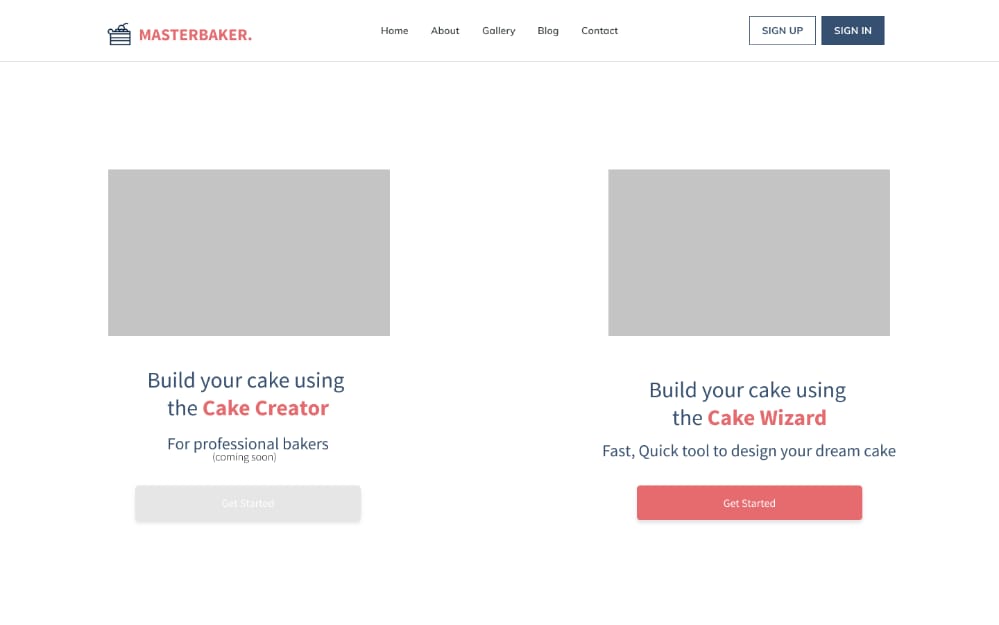 MASTERBAKER.
Home About Gallery Blog Contact
SIGN UP SIGN IN
Build your cake using
the Cake Creator
For professional bakers
(coming soon)
Get Started
Build your cake using
the Cake Wizard
Fast, Quick tool to design your dream cake
Get Started